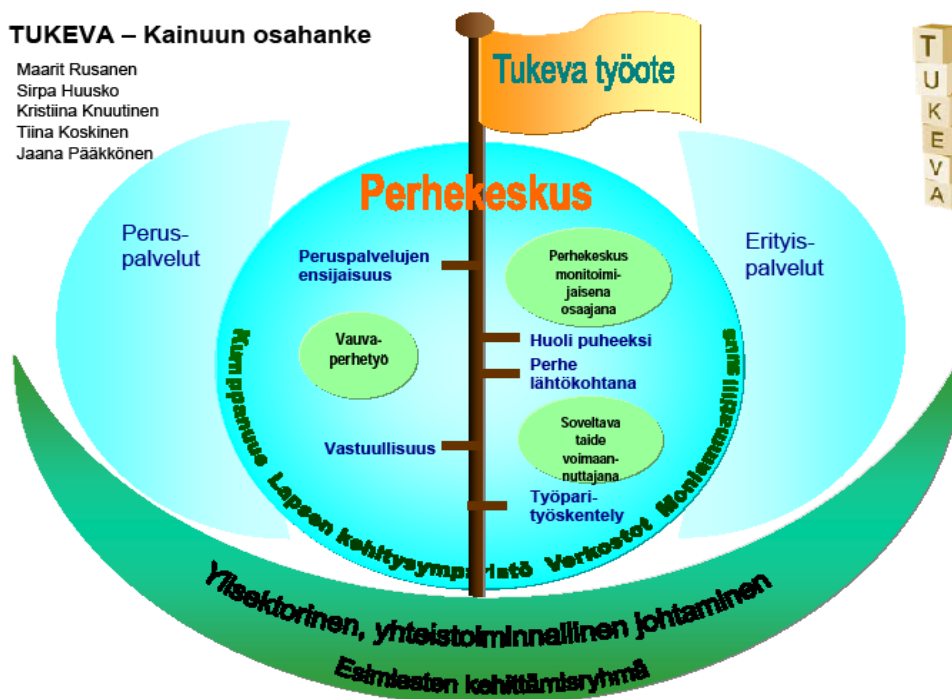 TUKEVA – Kainuun osahanke
Maarit Rusanen
Sirpa Huusko
Kristiina Knuutinen
Tiina Koskinen
Jaana Pääkkönen
Tukeva työote
T
U
K
E
V
A
Perhekeskus
Perus-
palvelut
Erityis-
palvelut
Peruspalvelujen
ensijaisuus
Perhekeskus
monitoimi-
jaisena
osaajana
Vauva-
perhetyö
Huoli puheeksi
Perhe
lähtökohtana
Vastuullisuus
Soveltava
taide
voimaan-
nuttajana
Työpari-
työskentely
Kumppanuus Lapsen kehitysympäristö Verkostot Moniammatillisuus
Ylisektorinen, yhteistoiminnallinen johtaminen
Esimiesten kehittämisryhmä